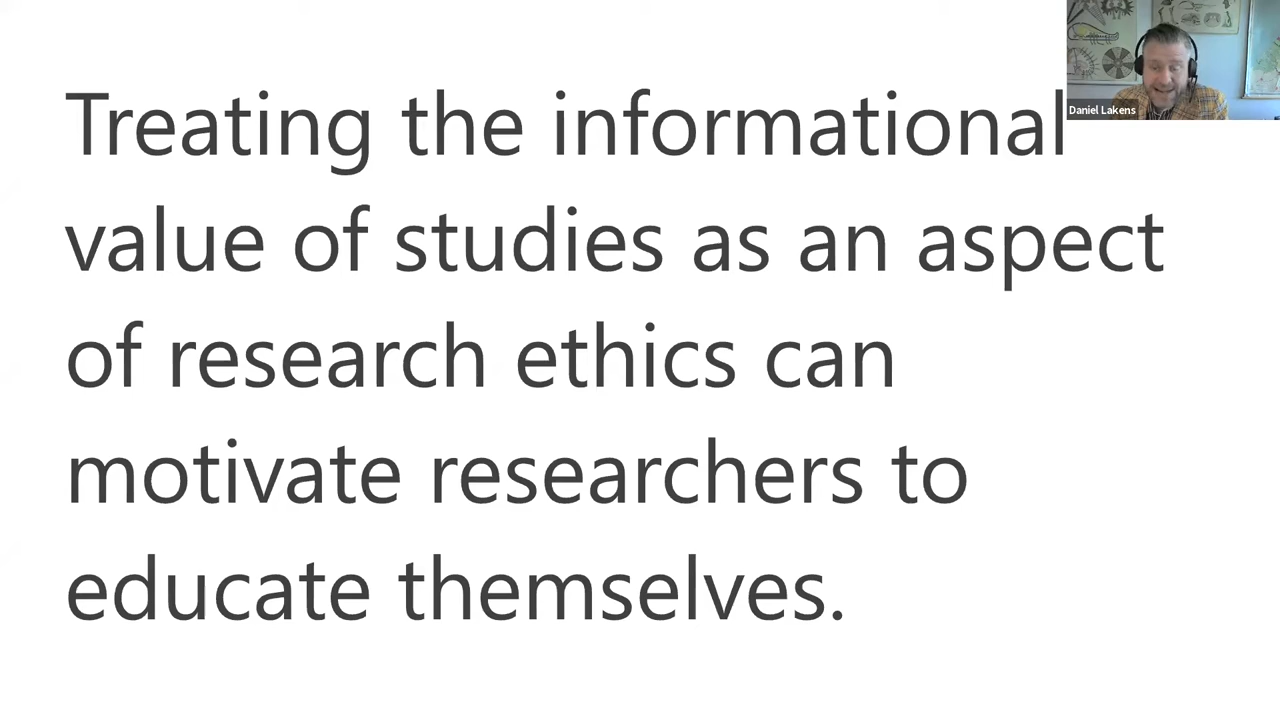 Treating the informational
value of studies as an aspect
of research ethics can
motivate researchers to
educate themselves.
Daniel Lakens